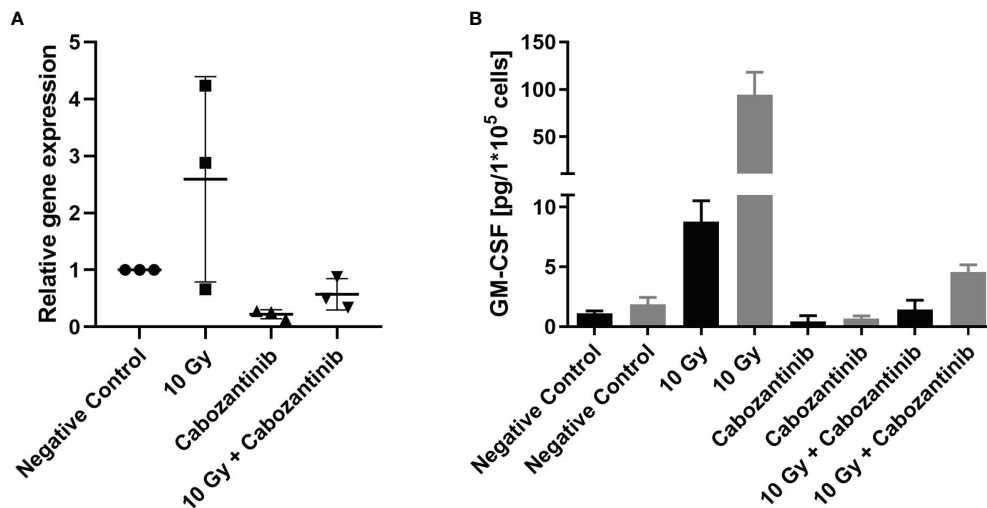 A
Relative gene expression
5
4
3
2
1
0
Negative Control
10 Gy
Cabozantinib
10 Gy + Cabozantinib
B
GM-CSF [pg/1*10⁵ cells)
150
100
50
10
5
0
Negative Control
Negative Control
10 Gy
10 Gy
Cabozantinib
Cabozantinib
10 Gy + Cabozantinib
10 Gy + Cabozantinib